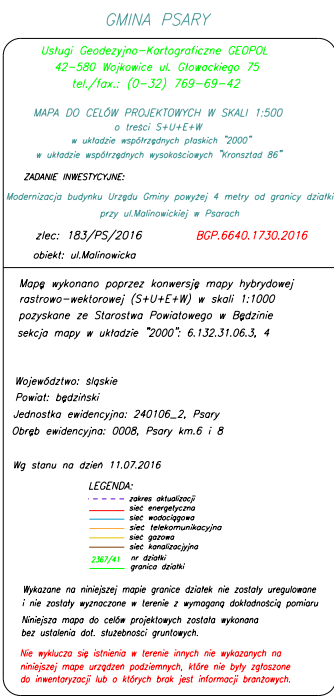 GMINA PSARY
Usługi Geodezyjno-Kartograficzne GEOPOL
42-580 Wojkowice ul. Głowackiego 75
tel./fax.: (0-32) 769-69-42
MAPA DO CELÓW PROJEKTOWYCH W SKALI 1:500
o treści S+U+E+W
w układzie współrzędnych płaskich "2000"
w układzie współrzędnych wysokościowych "Kronsztad 86"
ZADANIE INWESTYCYJNE:
Modernizacja budynku Urzędu Gminy powyżej 4 metry od granicy działki
przy ul.Malinowickiej w Psarach
zlec: 183/PS/2016 BGP.6640.1730.2016
obiekt: ul.Malinowicka
Mapę wykonano poprzez konwersję mapy hybrydowej
rastrowo-wektorowej (S+U+E+W) w skali 1:1000
pozyskane ze Starostwa Powiatowego w Będzinie
sekcja mapy w układzie "2000": 6.132.31.06.3, 4
Województwo: śląskie
Powiat: będziński
Jednostka ewidencyjna: 240106_2, Psary
Obręb ewidencyjna: 0008, Psary km.6 i 8
Wg stanu na dzień 11.07.2016
LEGENDA:
zakres aktualizacji
sieć energetyczna
sieć wodociągowa
sieć telekomunikacyjna
sieć gazowa
sieć kanalizacyjna
2367/41 nr działki
granica działki
Wykazane na niniejszej mapie granice działek nie zostały uregulowane
i nie zostały wyznaczone w terenie z wymaganą dokładnością pomiaru
Niniejsza mapa do celów projektowych została wykonana
bez ustalenia dot. służebności gruntowych.
Nie wyklucza się istnienia w terenie innych nie wykazanych na
niniejszej mapie urządzeń podziemnych, które nie były zgłoszone
do inwentaryzacji lub o których brak jest informacji branżowych.